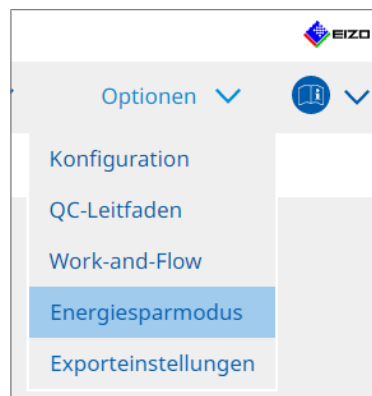 EIZO
Optionen
Konfiguration
QC-Leitfaden
Work-and-Flow
Energiesparmodus
Exporteinstellungen